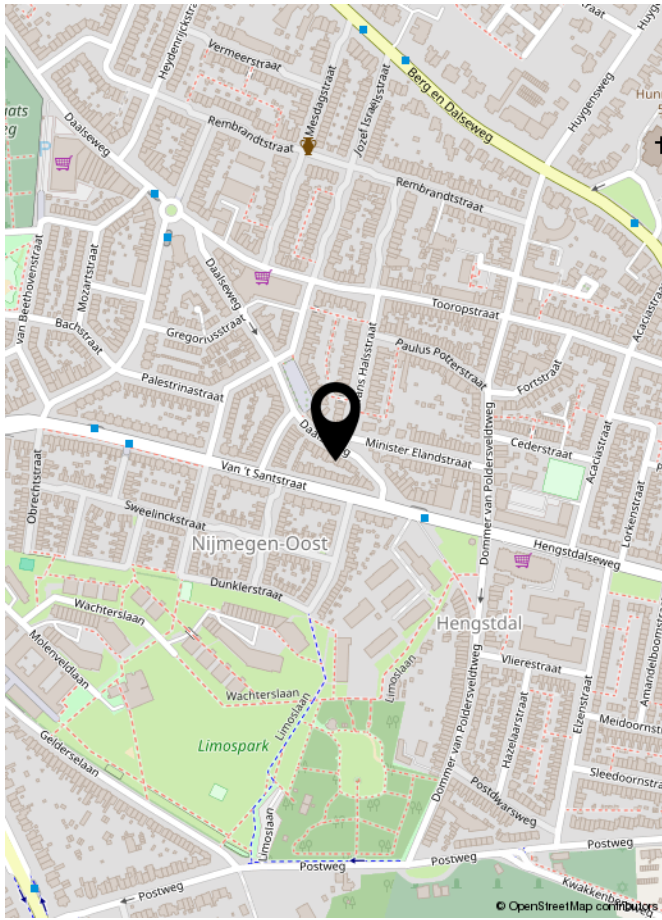 Heydenrijckstraat
Vermeerstraat
Mesdagstraat
Jozef Israelsstraat
Berg en Dalseweg
Huygensweg
Daalseweg
Rembrandtstraat
Rembrandtstraat
van Beethovenstraat
Mozartstraat
Daalseweg
Tooropstraat
Acaciastraat
Bachstraat
Gregoriusstraat
Paulus Potterstraat
Fortstraat
Palestrinastraat
Minister Elandstraat
Cederstraat
Acaciastraat
Obrechtstraat
Van 't Santstraat
Dommer van Poldersveldtweg
Lorkenstraat
Sweelinckstraat
Nijmegen-Oost
Hengstdalseweg
Dunklerstraat
Wachterslaan
Hengstdal
Molenveldlaan
Wachterslaan
Limoslaan
Limoslaan
Vlierestraat
Hazelaarstraat
Elzenstraat
Limospark
Gelderselaan
Dommer van Poldersveldtweg
Postdwarsweg
Limoslaan
Postweg
Postweg
Postweg
Postweg
© OpenStreetMap contributors